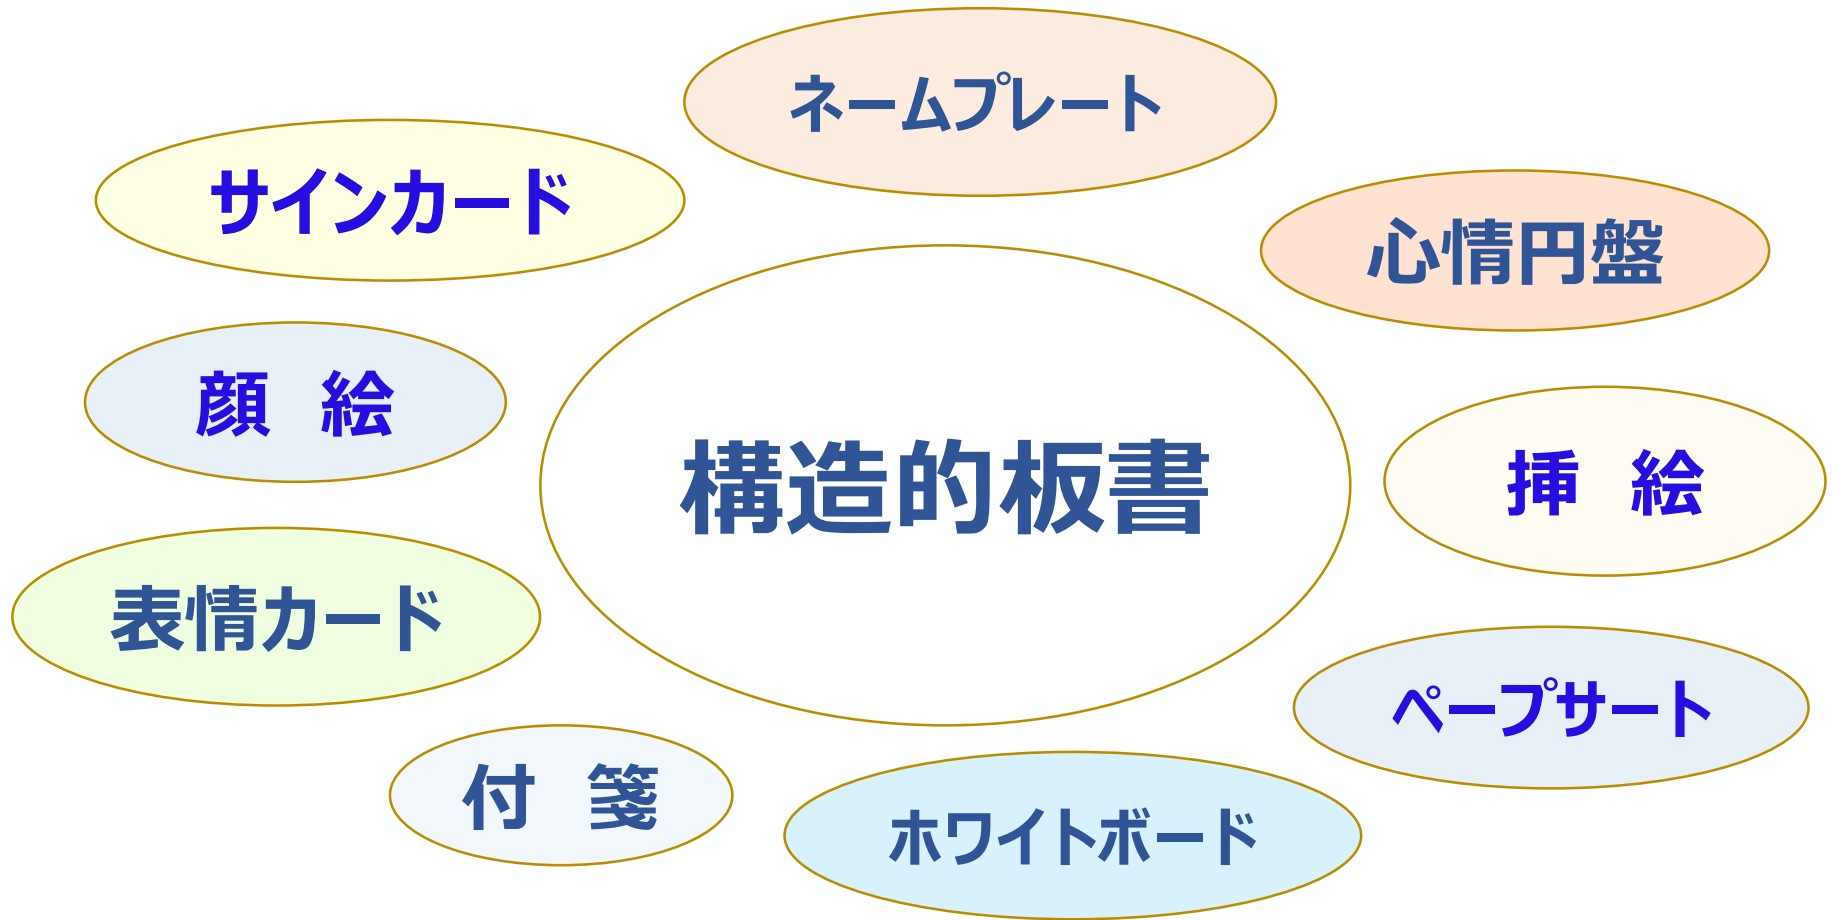 ネームプレート
サインカード
心情円盤
顔 絵
構造的板書
挿 絵
表情カード
ペープサート
付 箋
ホワイトボード